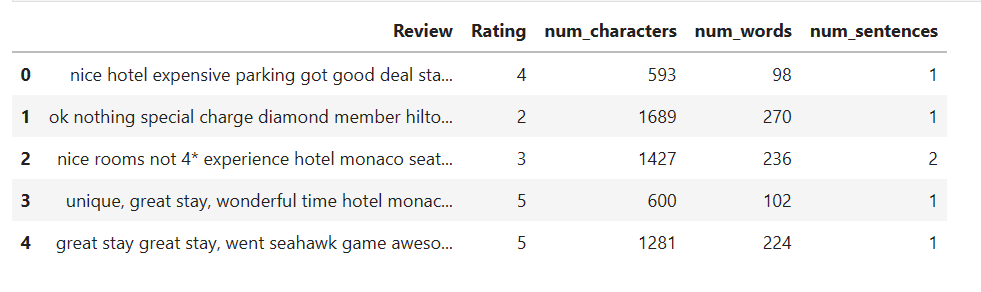 Review Rating num_characters num_words num_sentences
0 nice hotel expensive parking got good deal sta... 4 593 98 1
1 ok nothing special charge diamond member hilto... 2 1689 270 1
2 nice rooms not 4* experience hotel monaco seat... 3 1427 236 2
3 unique, great stay, wonderful time hotel monac... 5 600 102 1
4 great stay great stay, went seahawk game aweso... 5 1281 224 1